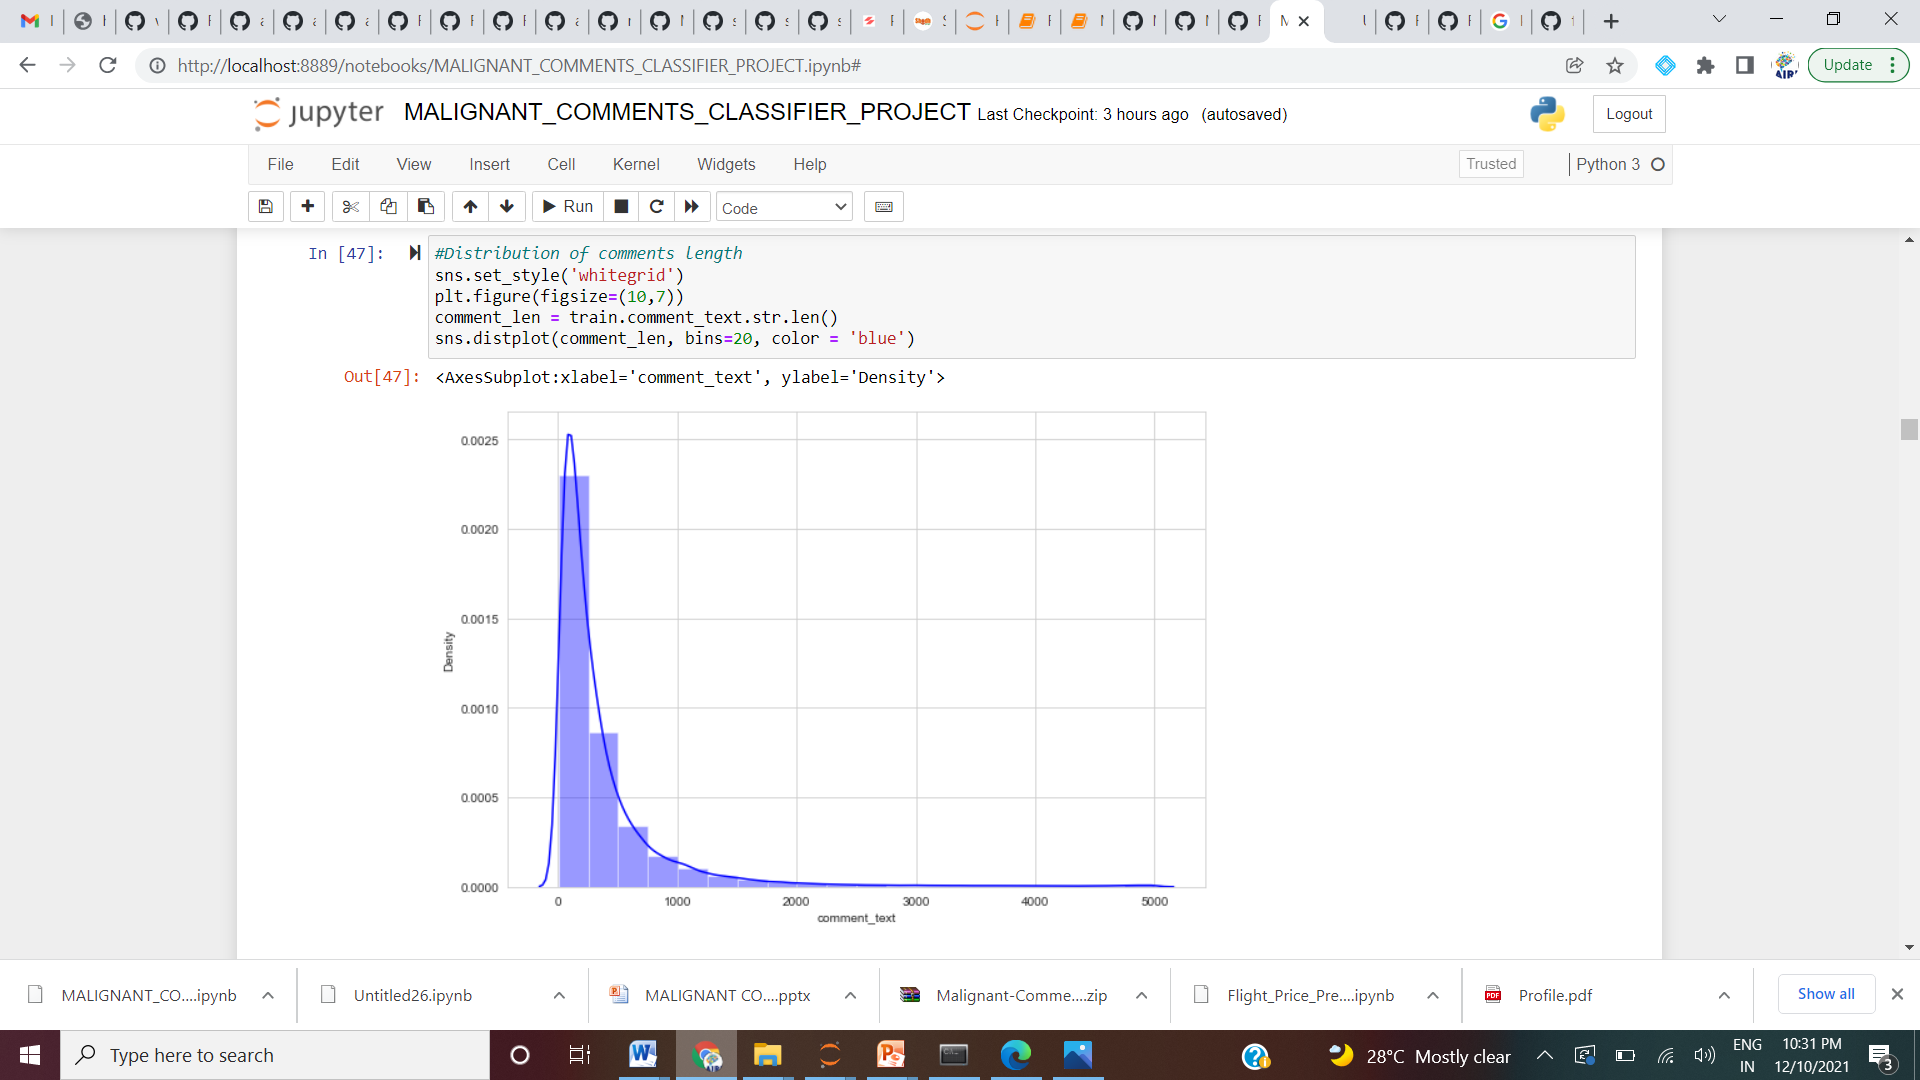 http://localhost:8889/notebooks/MALIGNANT_COMMENTS_CLASSIFIER_PROJECT.ipynb#
Update
jupyter MALIGNANT_COMMENTS_CLASSIFIER_PROJECT Last Checkpoint: 3 hours ago (autosaved)
Logout
File Edit View Insert Cell Kernel Widgets Help
Trusted
Python 3
Run
Code
In [47]:
#Distribution of comments length
sns.set_style('whitegrid')
plt.figure(figsize=(10,7))
comment_len = train.comment_text.str.len()
sns.distplot(comment_len, bins=20, color = 'blue')
Out[47]: <AxesSubplot:xlabel='comment_text', ylabel='Density'>
0.0025
0.0020
0.0015
Density
0.0010
0.0005
0.0000
0 1000 2000 3000 4000 5000
comment_text
MALIGNANT_CO....ipynb
Untitled26.ipynb
MALIGNANT CO....pptx
Malignant-Comme....zip
Flight_Price_Pre....ipynb
Profile.pdf
Show all
Type here to search
28°C Mostly clear
ENG
IN
10:31 PM
12/10/2021
3